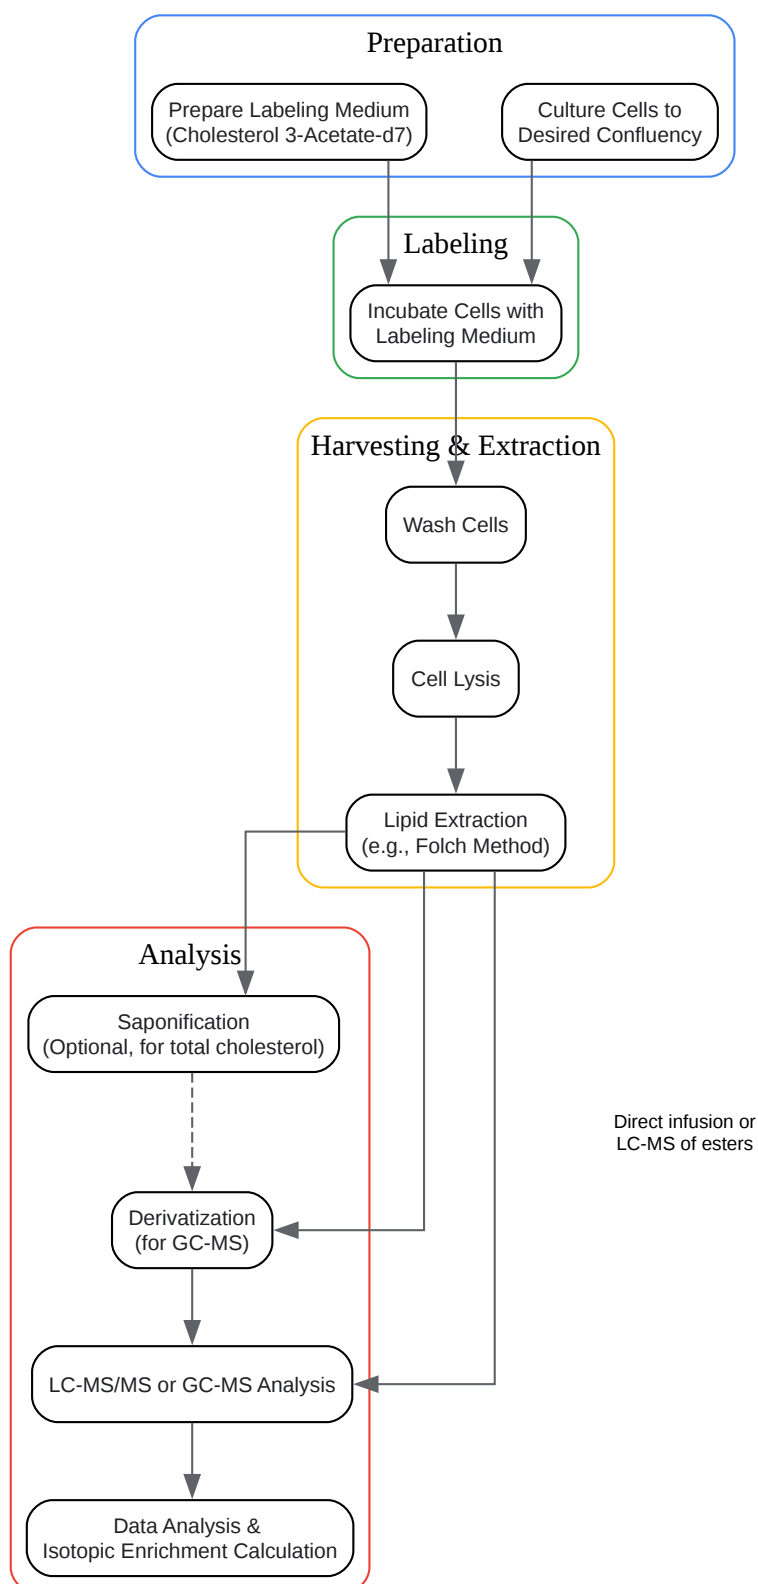 Preparation
Prepare Labeling Medium
(Cholesterol 3-Acetate-d7)
Culture Cells to
Desired Confluency
Labeling
Incubate Cells with
Labeling Medium
Harvesting & Extraction
Wash Cells
Cell Lysis
Lipid Extraction
(e.g., Folch Method)
Analysis
Saponification
(Optional, for total cholesterol)
Direct infusion or
LC-MS of esters
Derivatization
(for GC-MS)
LC-MS/MS or GC-MS Analysis
Data Analysis &
Isotopic Enrichment Calculation